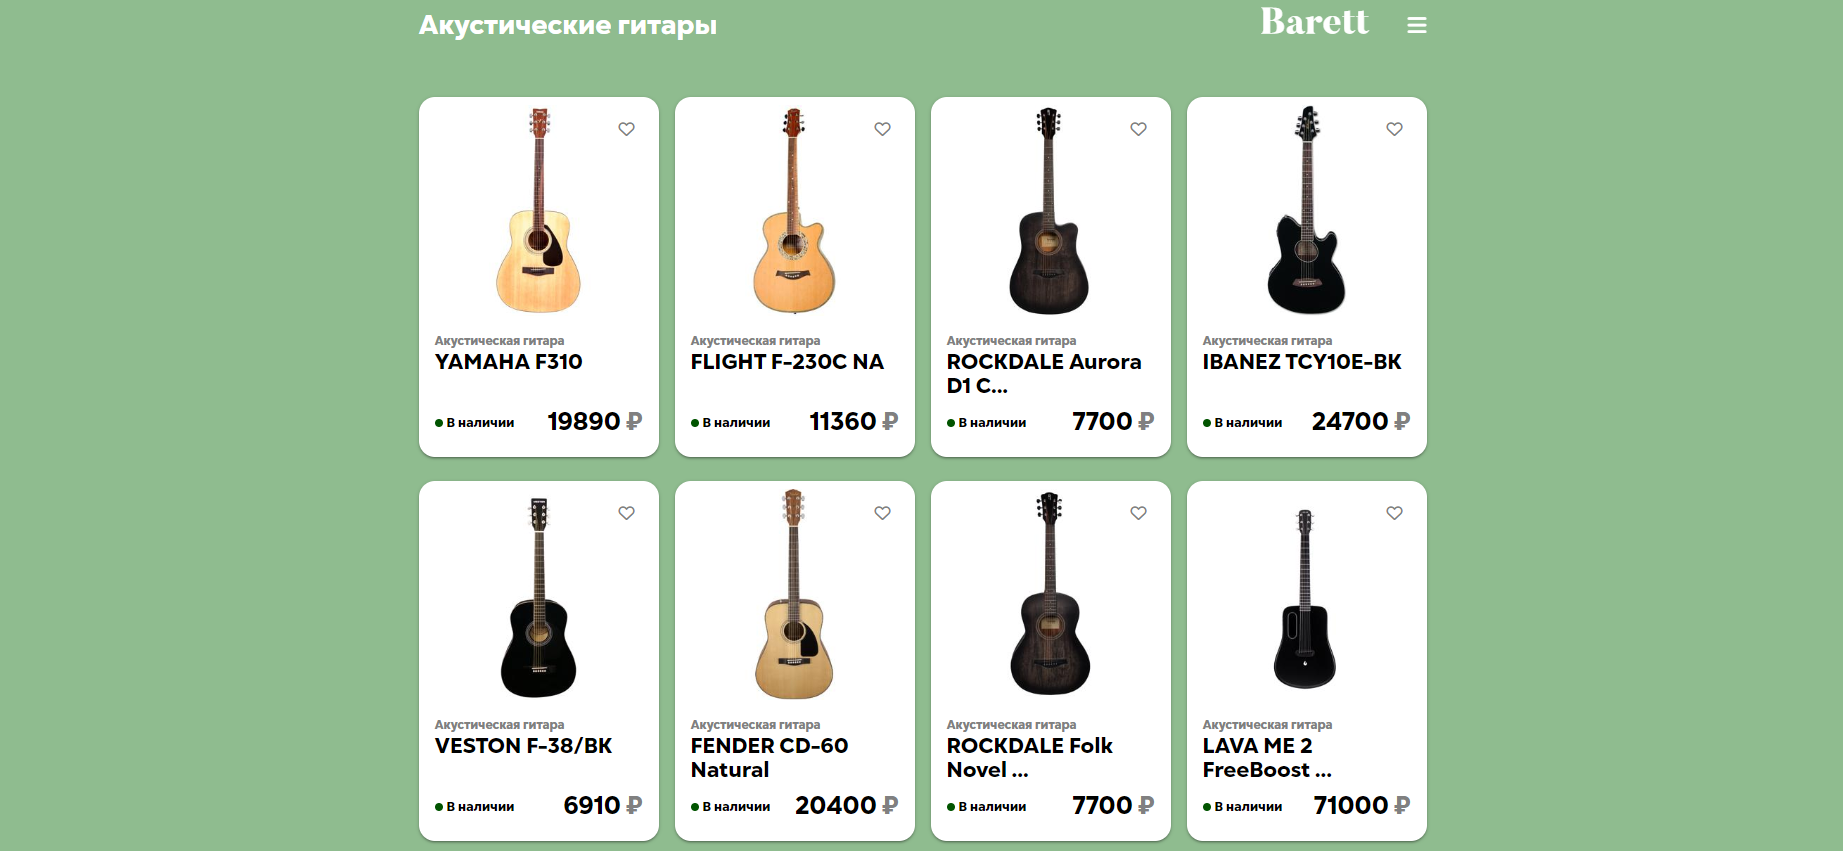 Акустические гитары
Barett
Акустическая гитара
YAMAHA F310
В наличии 19890 ₽
Акустическая гитара
FLIGHT F-230C NA
В наличии 11360 ₽
Акустическая гитара
ROCKDALE Aurora
D1 C...
В наличии 7700 ₽
Акустическая гитара
IBANEZ TCY10E-BK
В наличии 24700 ₽
Акустическая гитара
VESTON F-38/BK
В наличии 6910 ₽
Акустическая гитара
FENDER CD-60
Natural
В наличии 20400 ₽
Акустическая гитара
ROCKDALE Folk
Novel ...
В наличии 7700 ₽
Акустическая гитара
LAVA ME 2
FreeBoost ...
В наличии 71000 ₽